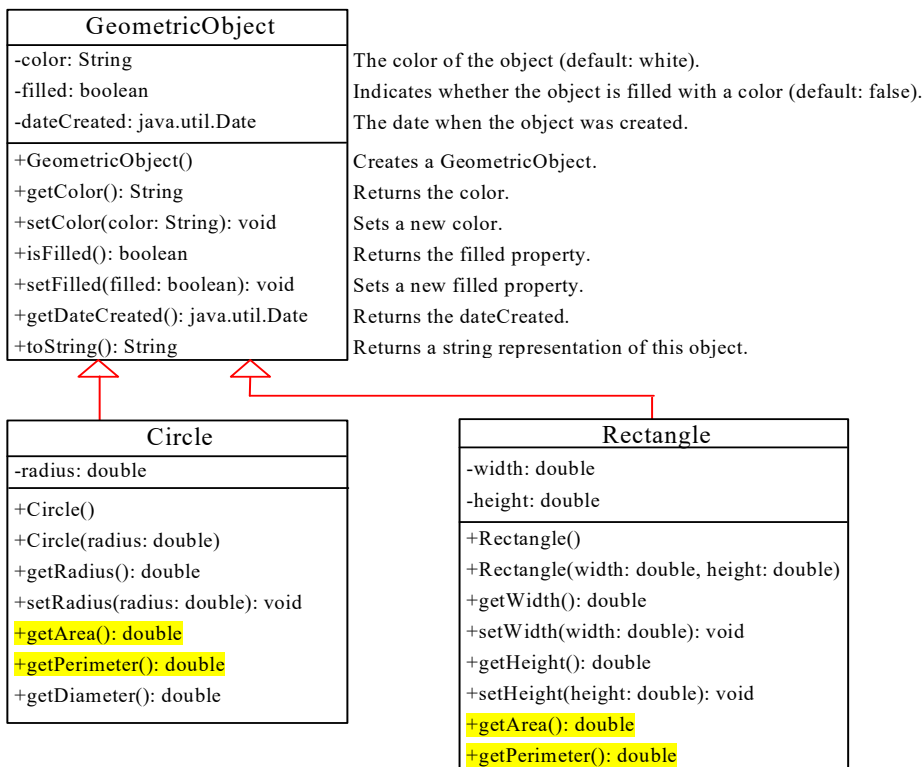 GeometricObject
-color: String The color of the object (default: white).
-filled: boolean Indicates whether the object is filled with a color (default: false).
-dateCreated: java.util.Date The date when the object was created.
+GeometricObject() Creates a GeometricObject.
+getColor(): String Returns the color.
+setColor(color: String): void Sets a new color.
+isFilled(): boolean Returns the filled property.
+setFilled(filled: boolean): void Sets a new filled property.
+getDateCreated(): java.util.Date Returns the dateCreated.
+toString(): String Returns a string representation of this object.
Circle
-radius: double
+Circle()
+Circle(radius: double)
+getRadius(): double
+setRadius(radius: double): void
+getArea(): double
+getPerimeter(): double
+getDiameter(): double
Rectangle
-width: double
-height: double
+Rectangle()
+Rectangle(width: double, height: double)
+getWidth(): double
+setWidth(width: double): void
+getHeight(): double
+setHeight(height: double): void
+getArea(): double
+getPerimeter(): double